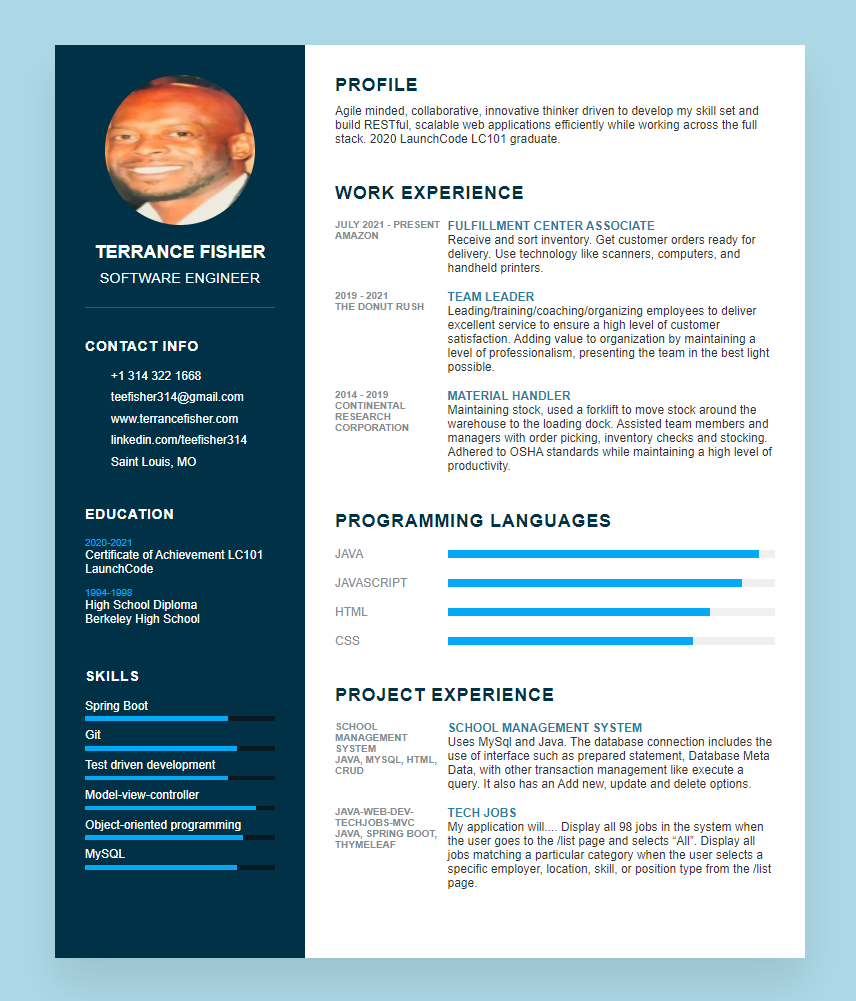 TERRANCE FISHER
SOFTWARE ENGINEER
CONTACT INFO
+1 314 322 1668
teefisher314@gmail.com
www.terrancefisher.com
linkedin.com/teefisher314
Saint Louis, MO
EDUCATION
2020-2021
Certificate of Achievement LC101
LaunchCode
1994-1998
High School Diploma
Berkeley High School
SKILLS
Spring Boot
Git
Test driven development
Model-view-controller
Object-oriented programming
MySQL
PROFILE
Agile minded, collaborative, innovative thinker driven to develop my skill set and
build RESTful, scalable web applications efficiently while working across the full
stack. 2020 LaunchCode LC101 graduate.
WORK EXPERIENCE
JULY 2021 - PRESENT
AMAZON
FULFILLMENT CENTER ASSOCIATE
Receive and sort inventory. Get customer orders ready for
delivery. Use technology like scanners, computers, and
handheld printers.
2019 - 2021
THE DONUT RUSH
TEAM LEADER
Leading/training/coaching/organizing employees to deliver
excellent service to ensure a high level of customer
satisfaction. Adding value to organization by maintaining a
level of professionalism, presenting the team in the best light
possible.
2014 - 2019
CONTINENTAL
RESEARCH
CORPORATION
MATERIAL HANDLER
Maintaining stock, used a forklift to move stock around the
warehouse to the loading dock. Assisted team members and
managers with order picking, inventory checks and stocking.
Adhered to OSHA standards while maintaining a high level of
productivity.
PROGRAMMING LANGUAGES
JAVA
JAVASCRIPT
HTML
CSS
PROJECT EXPERIENCE
SCHOOL
MANAGEMENT
SYSTEM
JAVA, MYSQL, HTML,
CRUD
SCHOOL MANAGEMENT SYSTEM
Uses MySql and Java. The database connection includes the
use of interface such as prepared statement, Database Meta
Data, with other transaction management like execute a
query. It also has an Add new, update and delete options.
JAVA-WEB-DEV-
TECHJOBS-MVC
JAVA, SPRING BOOT,
THYMELEAF
TECH JOBS
My application will.... Display all 98 jobs in the system when
the user goes to the /list page and selects “All”. Display all
jobs matching a particular category when the user selects a
specific employer, location, skill, or position type from the /list
page.